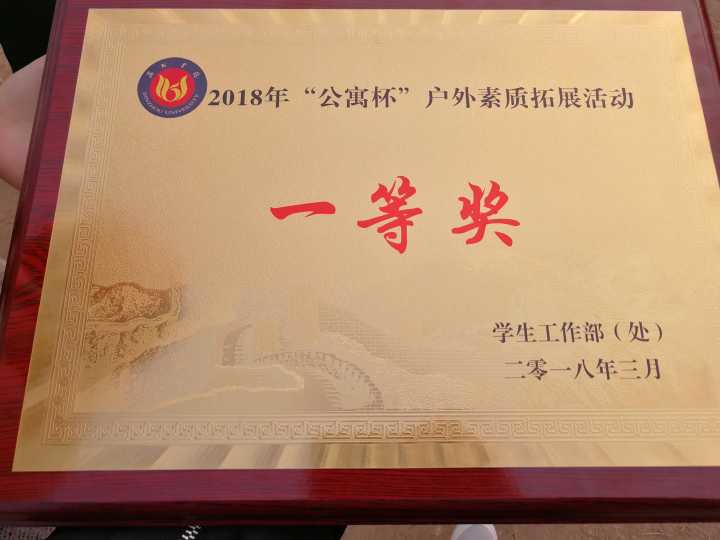 2018年“公寓杯”户外素质拓展活动
一等奖
学生工作部（处）
二零一八年三月